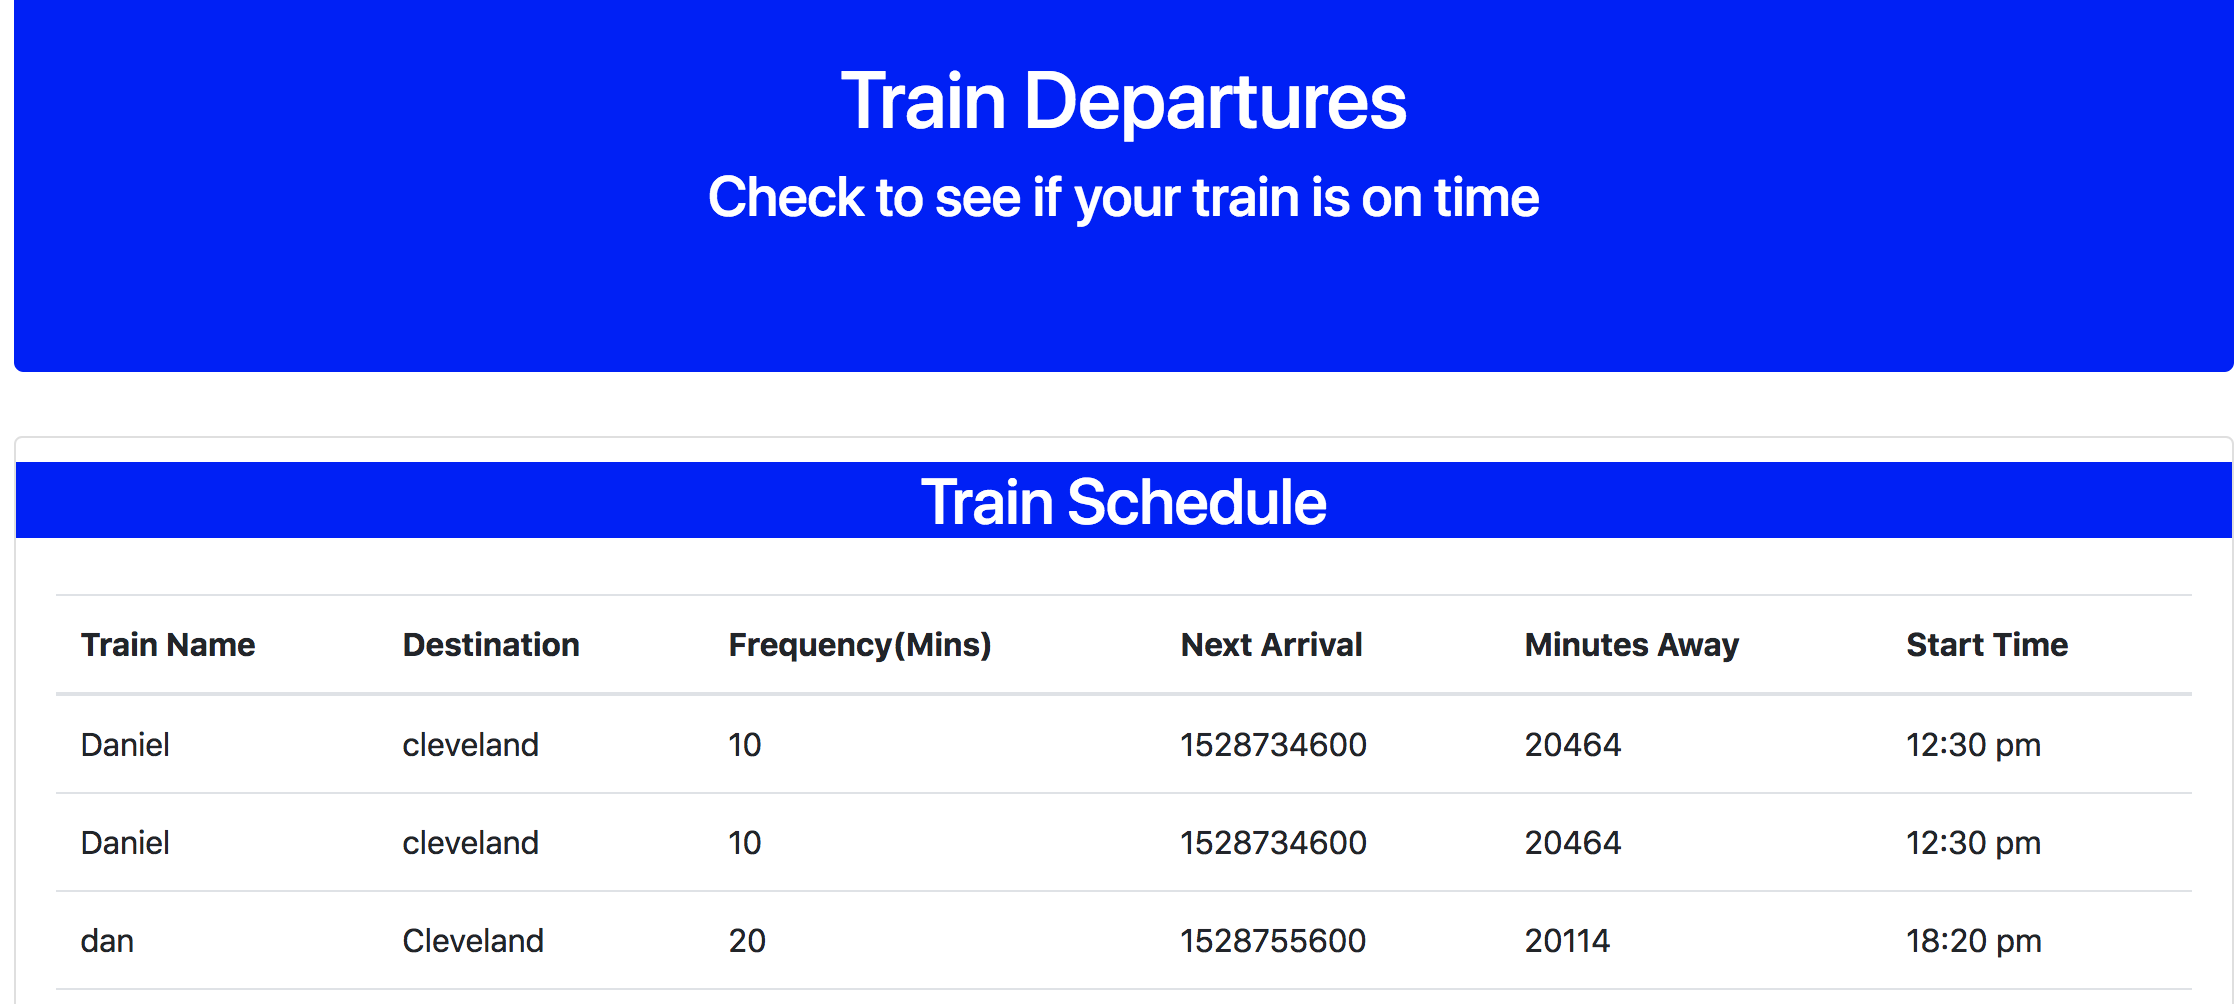 Train Departures
Check to see if your train is on time
Train Schedule
Train Name Destination Frequency(Mins) Next Arrival Minutes Away Start Time
Daniel cleveland 10 1528734600 20464 12:30 pm
Daniel cleveland 10 1528734600 20464 12:30 pm
dan Cleveland 20 1528755600 20114 18:20 pm